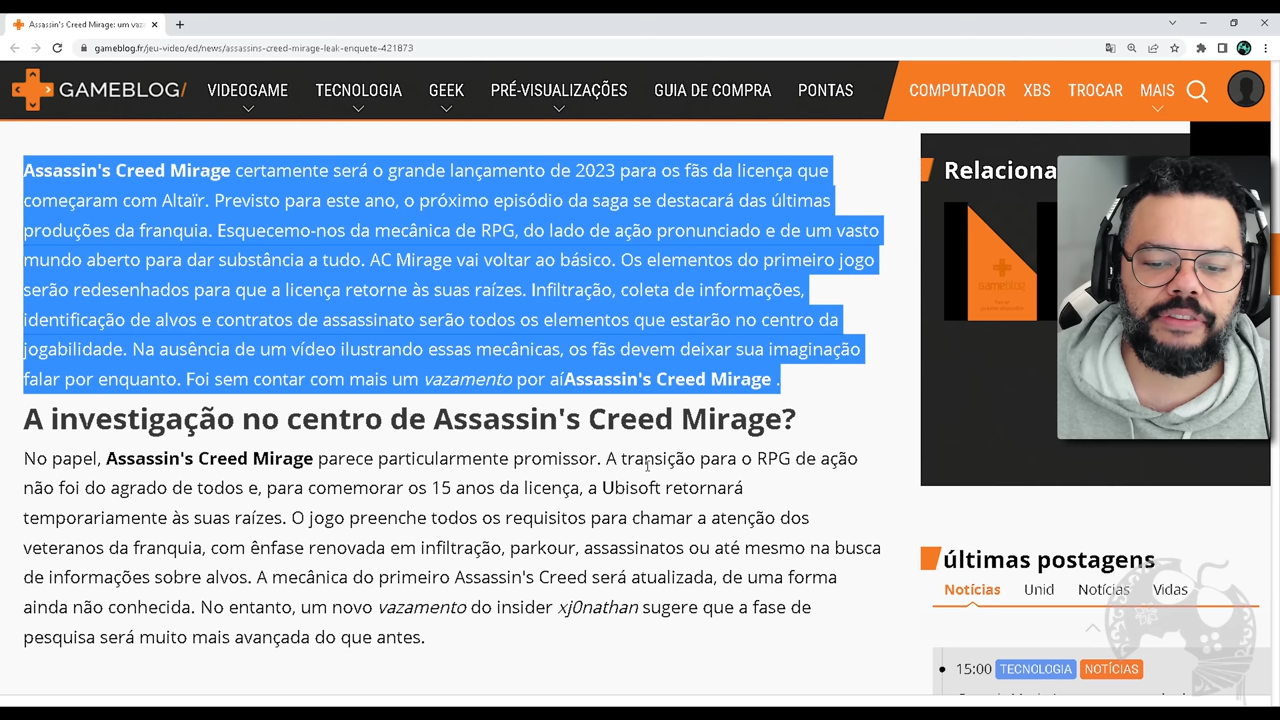 Assassin's Creed Mirage: um vaz
gameblog.fr/jeu-video/ed/news/assassins-creed-mirage-leak-enquete-421873
GAMEBLOG/
VIDEOGAME
TECNOLOGIA
GEEK
PRÉ-VISUALIZAÇÕES
GUIA DE COMPRA
PONTAS
COMPUTADOR
XBS
TROCAR
MAIS
Assassin's Creed Mirage certamente será o grande lançamento de 2023 para os fãs da licença que
começaram com Altaïr. Previsto para este ano, o próximo episódio da saga se destacará das últimas
produções da franquia. Esquecemo-nos da mecânica de RPG, do lado de ação pronunciado e de um vasto
mundo aberto para dar substância a tudo. AC Mirage vai voltar ao básico. Os elementos do primeiro jogo
serão redesenhados para que a licença retorne às suas raízes. Infiltração, coleta de informações,
identificação de alvos e contratos de assassinato serão todos os elementos que estarão no centro da
jogabilidade. Na ausência de um vídeo ilustrando essas mecânicas, os fãs devem deixar sua imaginação
falar por enquanto. Foi sem contar com mais um vazamento por aíAssassin's Creed Mirage .
A investigação no centro de Assassin's Creed Mirage?
No papel, Assassin's Creed Mirage parece particularmente promissor. A transição para o RPG de ação
não foi do agrado de todos e, para comemorar os 15 anos da licença, a Ubisoft retornará
temporariamente às suas raízes. O jogo preenche todos os requisitos para chamar a atenção dos
veteranos da franquia, com ênfase renovada em infiltração, parkour, assassinatos ou até mesmo na busca
de informações sobre alvos. A mecânica do primeiro Assassin's Creed será atualizada, de uma forma
ainda não conhecida. No entanto, um novo vazamento do insider xj0nathan sugere que a fase de
pesquisa será muito mais avançada do que antes.
Relaciona
gameblog
últimas postagens
Notícias
Unid
Notícias
Vidas
15:00 TECNOLOGIA NOTÍCIAS